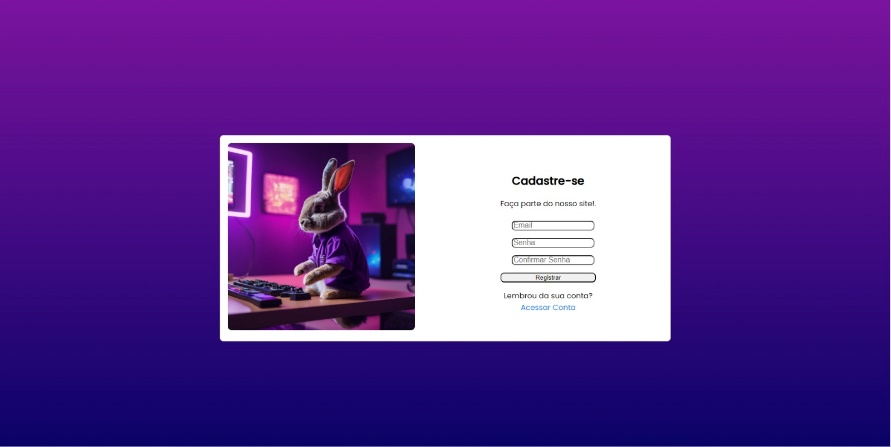 Cadastre-se
Faça parte do nosso site!.
Email
Senha
Confirmar Senha
Registrar
Lembrou da sua conta?
Acessar Conta